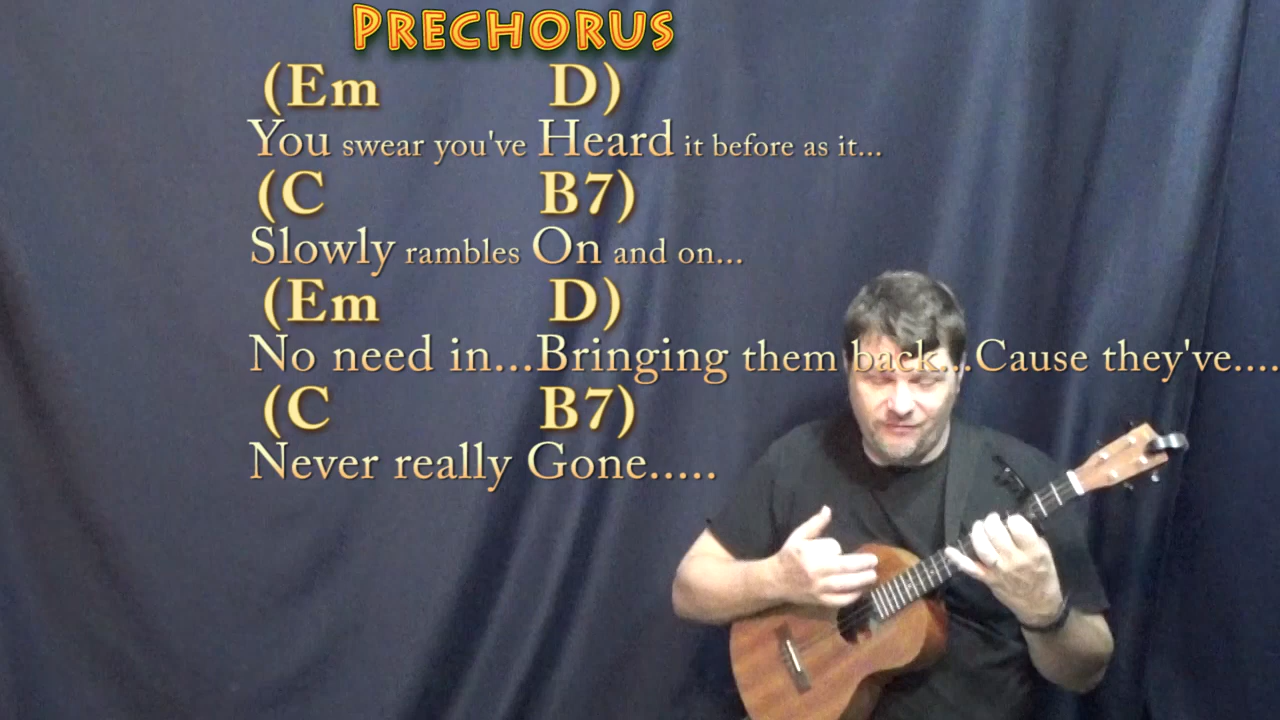 PRECHORUS
(Em D)
You swear you've Heard it before as it...
(C B7)
Slowly rambles On and on...
(Em D)
No need in...Bringing them back...Cause they've....
(C B7)
Never really Gone.....